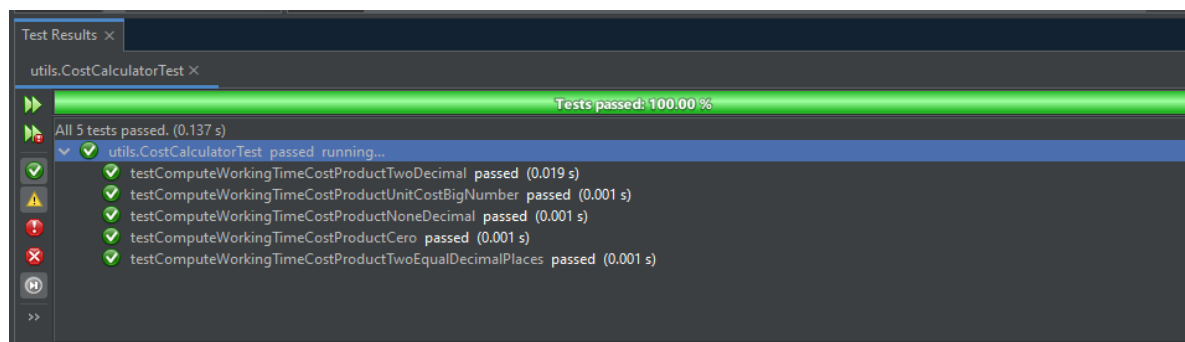 Test Results ×
utils.CostCalculatorTest ×
Tests passed: 100.00 %
All 5 tests passed. (0.137 s)
utils.CostCalculatorTest passed running...
testComputeWorkingTimeCostProductTwoDecimal passed (0.019 s)
testComputeWorkingTimeCostProductUnitCostBigNumber passed (0.001 s)
testComputeWorkingTimeCostProductNoneDecimal passed (0.001 s)
testComputeWorkingTimeCostProductCero passed (0.001 s)
testComputeWorkingTimeCostProductTwoEqualDecimalPlaces passed (0.001 s)
>>